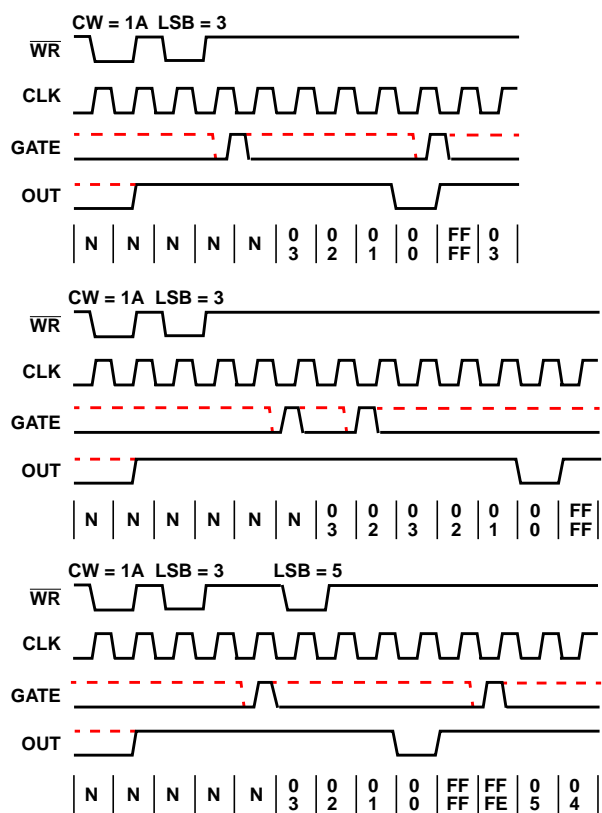 CW = 1A LSB = 3
WR
CLK
GATE
OUT
N N N N N 0 0 0 0 FF 0
3 2 1 0 FF 3
CW = 1A LSB = 3
WR
CLK
GATE
OUT
N N N N N N 0 0 0 0 0 0 FF
3 2 3 2 1 0 FF
CW = 1A LSB = 3 LSB = 5
WR
CLK
GATE
OUT
N N N N N 0 0 0 0 FF FF 0 0
3 2 1 0 FF FE 5 4